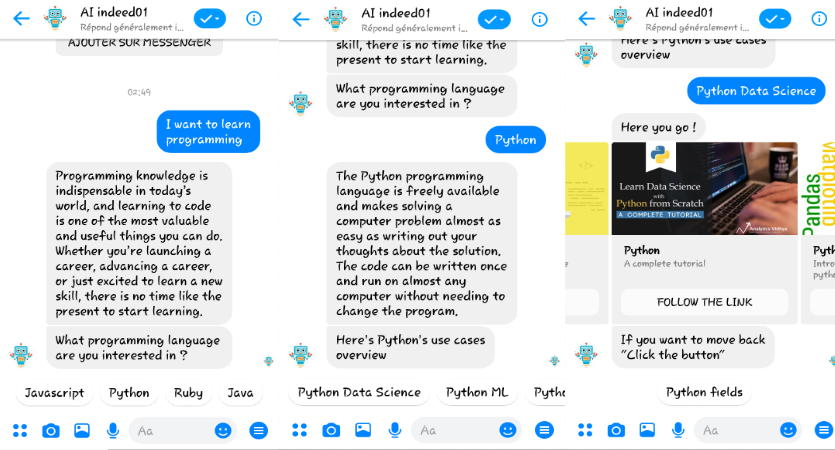 AI indeed01
Répond généralement i...
AJOUTER SUR MESSENGER
02:49
I want to learn
programming
Programming knowledge is
indispensable in today's
world, and learning to code
is one of the most valuable
and useful things you can do.
Whether you're launching a
career, advancing a career,
or just excited to learn a new
skill, there is no time like the
present to start learning.
What programming language
are you interested in ?
Javascript
Python
Ruby
Java
Aa
AI indeed01
Répond généralement i...
skill, there is no time like the
present to start learning.
What programming language
are you interested in ?
Python
The Python programming
language is freely available
and makes solving a
computer problem almost as
easy as writing out your
thoughts about the solution.
The code can be written once
and run on almost any
computer without needing to
change the program.
Here's Python's use cases
overview
Python Data Science
Python ML
Pytho
Aa
AI indeed01
Répond généralement i...
Here's Python's use cases
overview
Python Data Science
Here you go !
Learn Data Science
with
Python from Scratch
A COMPLETE TUTORIAL
Analytics Vidhya
Python
A complete tutorial
FOLLOW THE LINK
Pandas
matplotlib
Pyth
Intro
pytho
If you want to move back
"Click the button"
Python fields
Aa